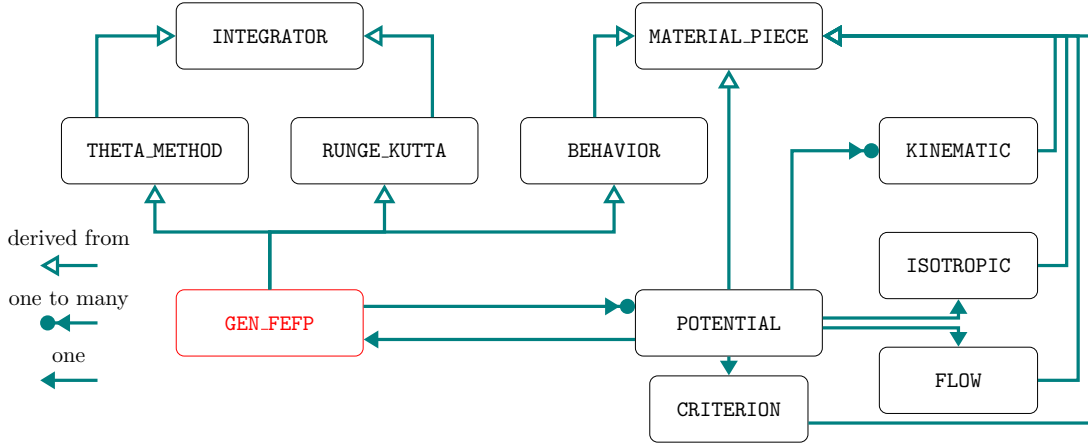 INTEGRATOR
MATERIAL_PIECE
THETA_METHOD
RUNGE_KUTTA
BEHAVIOR
KINEMATIC
derived from
one to many
one
ISOTROPIC
GEN_FEFP
POTENTIAL
FLOW
CRITERION